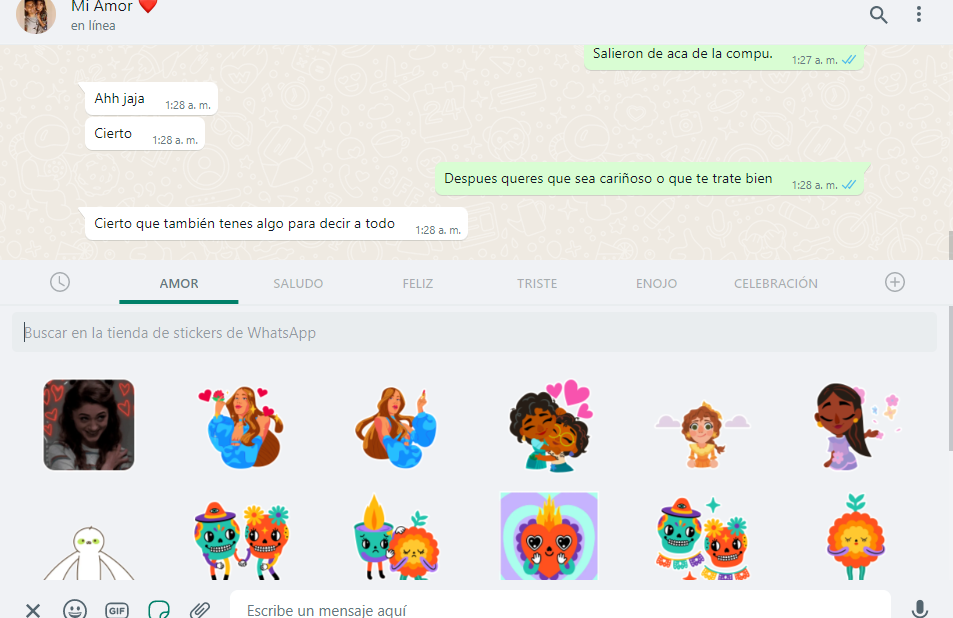 Mi Amor ❤️
en línea
Salieron de aca de la compu. 1:27 a. m.
Ahh jaja 1:28 a. m.
Cierto 1:28 a. m.
Despues queres que sea cariñoso o que te trate bien 1:28 a. m.
Cierto que también tenes algo para decir a todo 1:28 a. m.
AMOR SALUDO FELIZ TRISTE ENOJO CELEBRACIÓN
Buscar en la tienda de stickers de WhatsApp
GIF Escribe un mensaje aquí